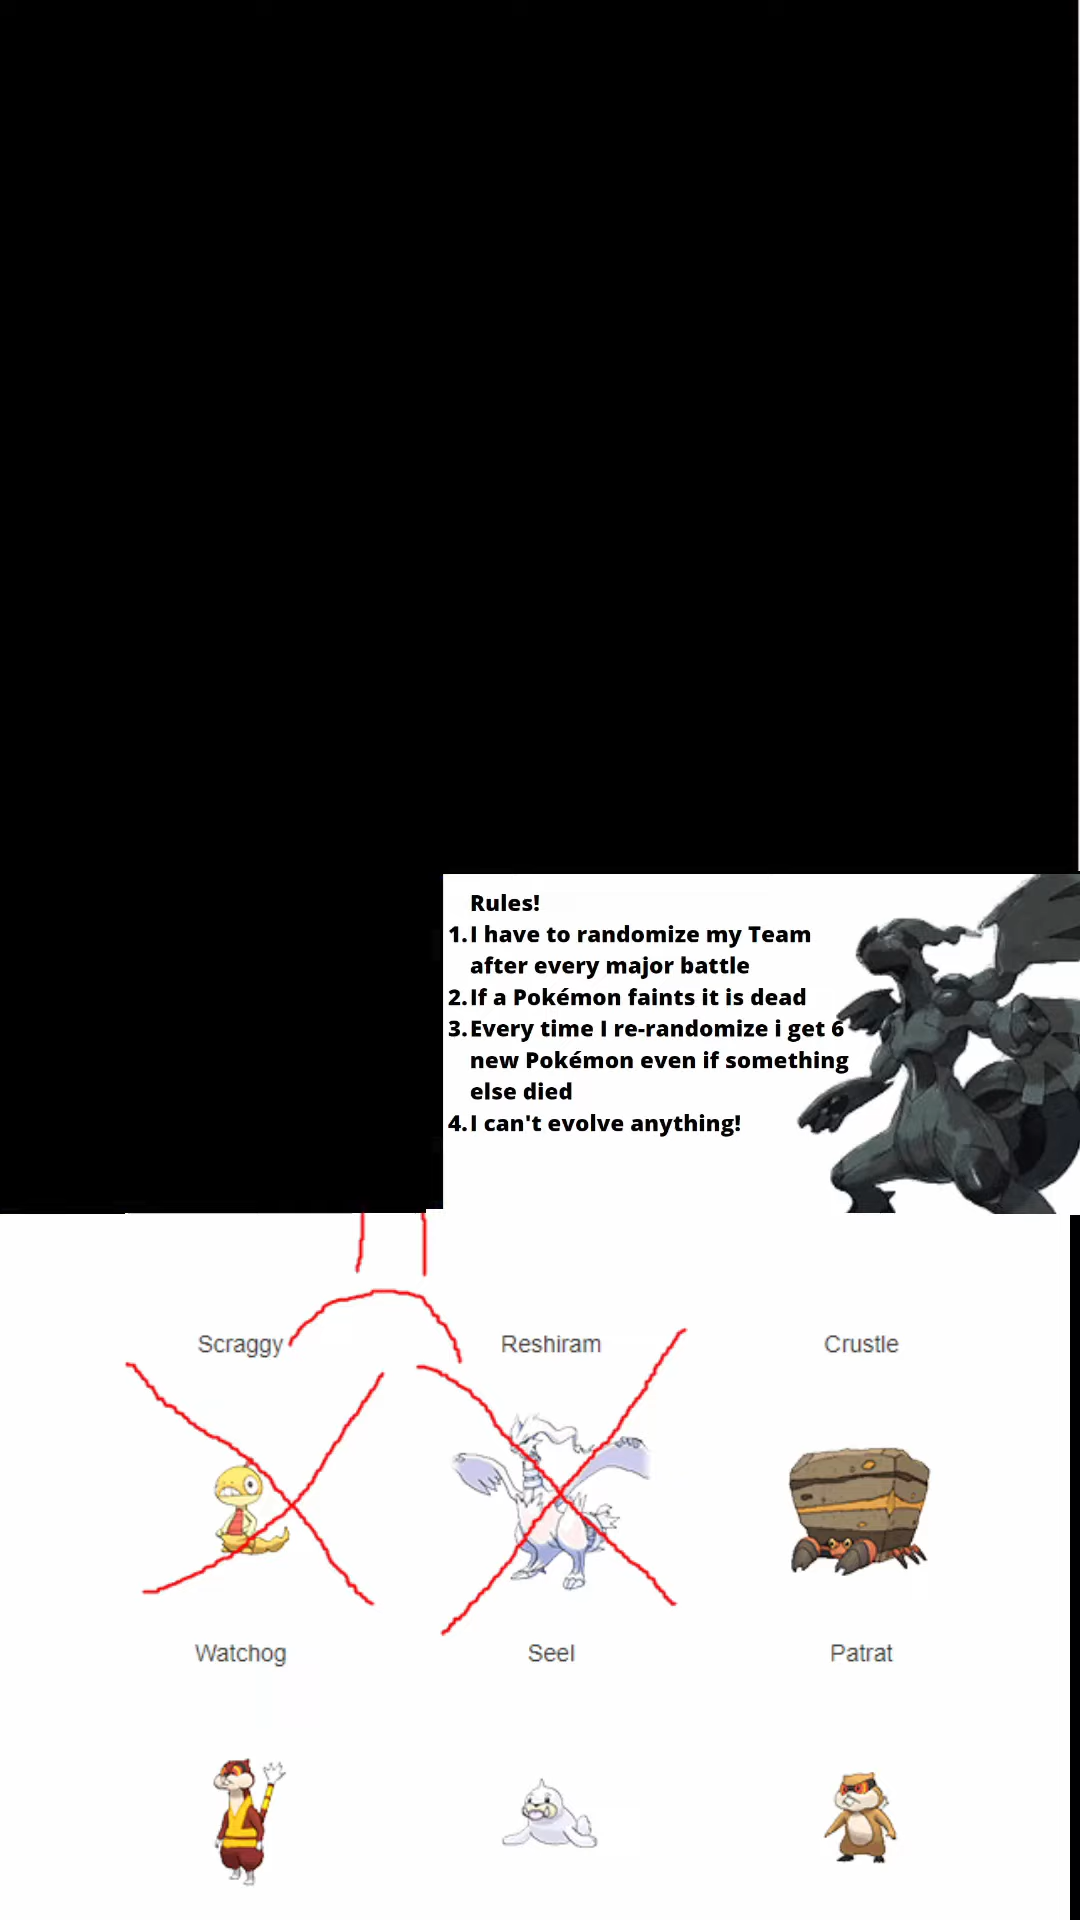 Rules!
1. I have to randomize my Team
after every major battle
2. If a Pokémon faints it is dead
3. Every time I re-randomize i get 6
new Pokémon even if something
else died
4. I can't evolve anything!
Scraggy Reshiram Crustle
Watchog Seel Patrat